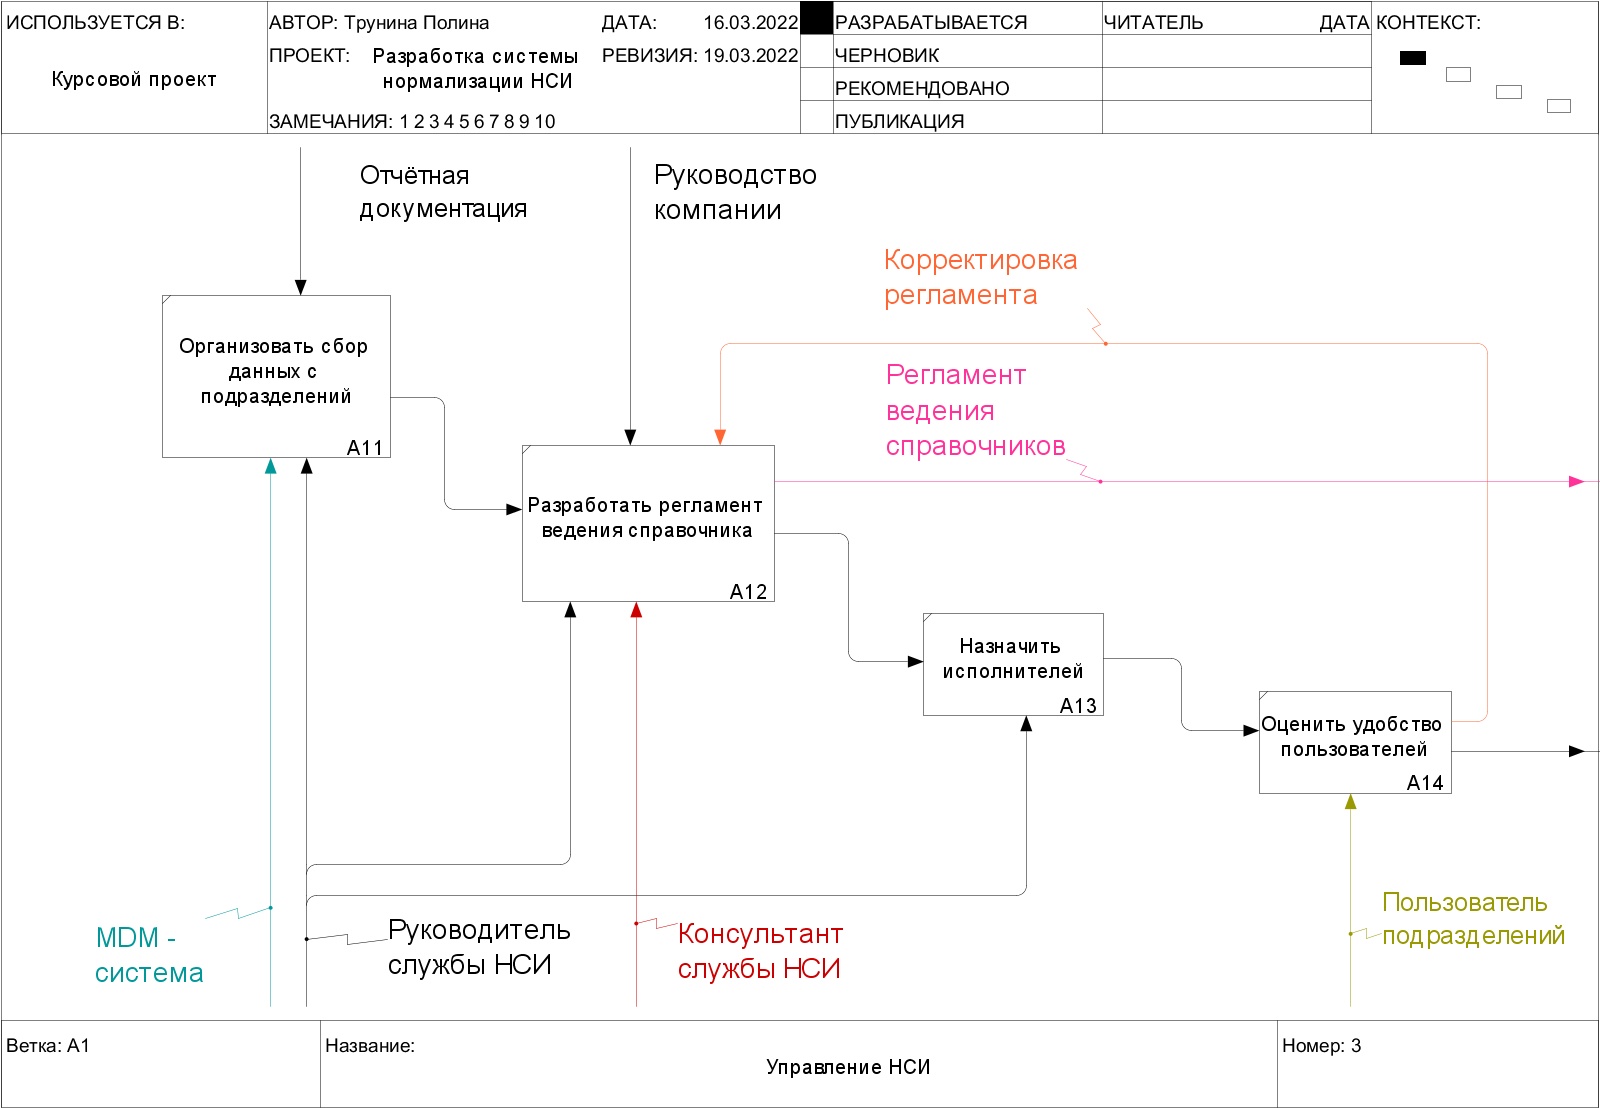 ИСПОЛЬЗУЕТСЯ В:
Курсовой проект
АВТОР: Трунина Полина
ДАТА: 16.03.2022
ПРОЕКТ: Разработка системы
нормализации НСИ
РЕВИЗИЯ: 19.03.2022
ЗАМЕЧАНИЯ: 1 2 3 4 5 6 7 8 9 10
РАЗРАБАТЫВАЕТСЯ
ЧЕРНОВИК
РЕКОМЕНДОВАНО
ПУБЛИКАЦИЯ
ЧИТАТЕЛЬ
ДАТА
КОНТЕКСТ:
Отчётная
документация
Руководство
компании
Корректировка
регламента
Регламент
ведения
справочников
Организовать сбор
данных с
подразделений
A11
Разработать регламент
ведения справочника
A12
Назначить
исполнителей
A13
Оценить удобство
пользователей
A14
MDM -
система
Руководитель
службы НСИ
Консультант
службы НСИ
Пользователь
подразделений
Ветка: A1
Название:
Управление НСИ
Номер: 3